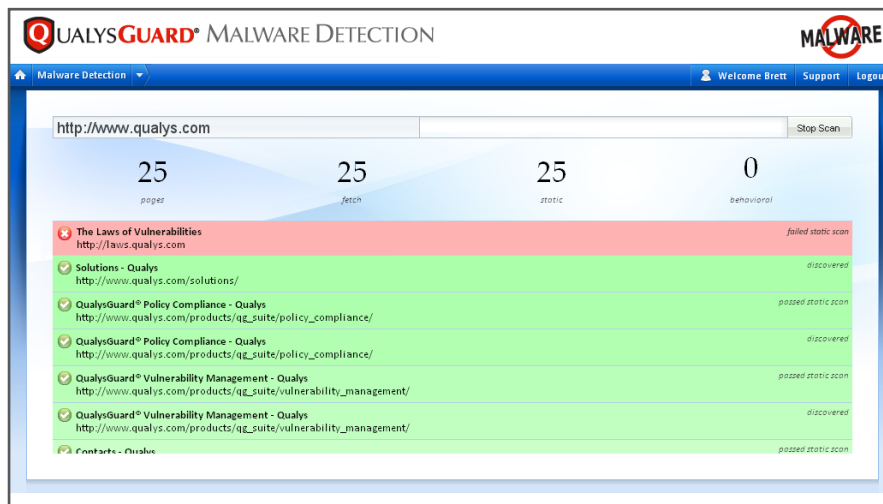 QUALYSGUARD® MALWARE DETECTION
MALWARE
Malware Detection
Welcome Brett Support Logou
http://www.qualys.com
Stop Scan
25 25 25 0
pages fetch static behavioral
The Laws of Vulnerabilities failed static scan
http://laws.qualys.com
Solutions - Qualys discovered
http://www.qualys.com/solutions/
QualysGuard® Policy Compliance - Qualys passed static scan
http://www.qualys.com/products/qg_suite/policy_compliance/
QualysGuard® Policy Compliance - Qualys discovered
http://www.qualys.com/products/qg_suite/policy_compliance/
QualysGuard® Vulnerability Management - Qualys passed static scan
http://www.qualys.com/products/qg_suite/vulnerability_management/
QualysGuard® Vulnerability Management - Qualys discovered
http://www.qualys.com/products/qg_suite/vulnerability_management/
Contacts - Qualys passed static scan